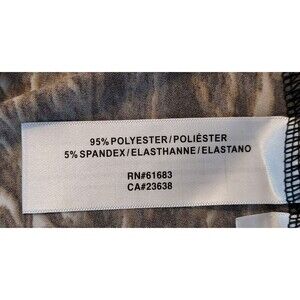 95% POLYESTER/POLIÉSTER
5% SPANDEX/ELASTHANNE/ELASTANO
RN#61683
CA#23638